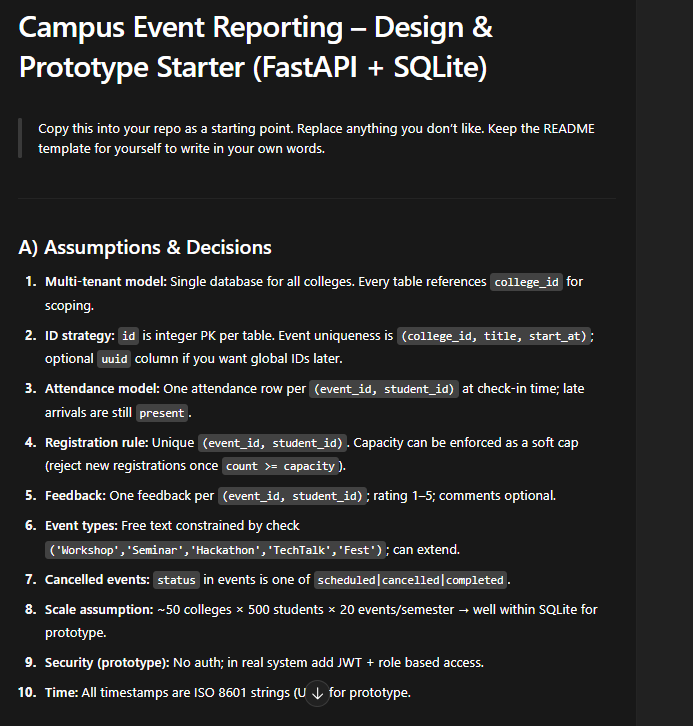 Campus Event Reporting – Design &
Prototype Starter (FastAPI + SQLite)
Copy this into your repo as a starting point. Replace anything you don't like. Keep the README
template for yourself to write in your own words.
A) Assumptions & Decisions
1. Multi-tenant model: Single database for all colleges. Every table references college_id for
scoping.
2. ID strategy: id is integer PK per table. Event uniqueness is (college_id, title, start_at);
optional uuid column if you want global IDs later.
3. Attendance model: One attendance row per (event_id, student_id) at check-in time; late
arrivals are still present.
4. Registration rule: Unique (event_id, student_id). Capacity can be enforced as a soft cap
(reject new registrations once count >= capacity).
5. Feedback: One feedback per (event_id, student_id); rating 1–5; comments optional.
6. Event types: Free text constrained by check
('Workshop','Seminar','Hackathon','TechTalk','Fest'); can extend.
7. Cancelled events: status in events is one of scheduled|cancelled|completed.
8. Scale assumption: ~50 colleges × 500 students × 20 events/semester → well within SQLite for
prototype.
9. Security (prototype): No auth; in real system add JWT + role based access.
10. Time: All timestamps are ISO 8601 strings (U for prototype.